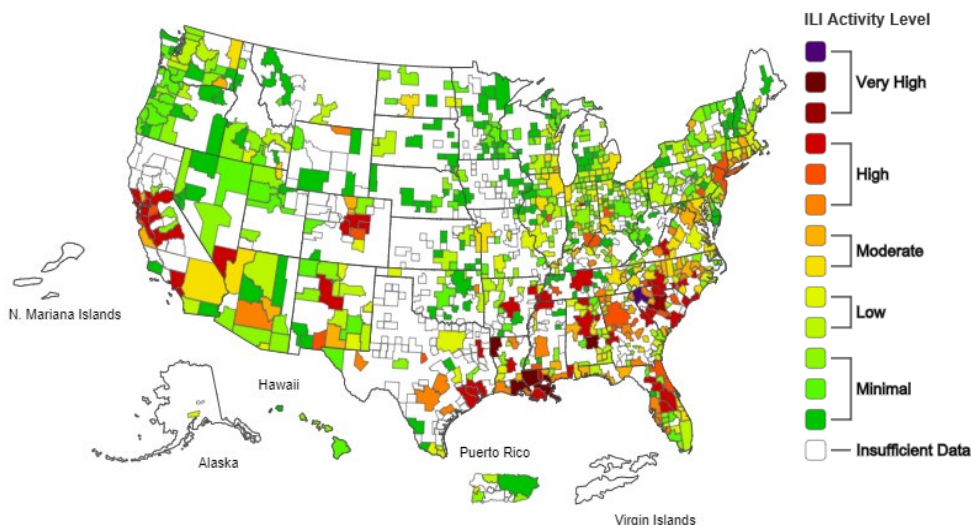 ILI Activity Level
Very High
High
Moderate
Low
Minimal
Insufficient Data
N. Mariana Islands
Hawaii
Alaska
Puerto Rico
Virgin Islands